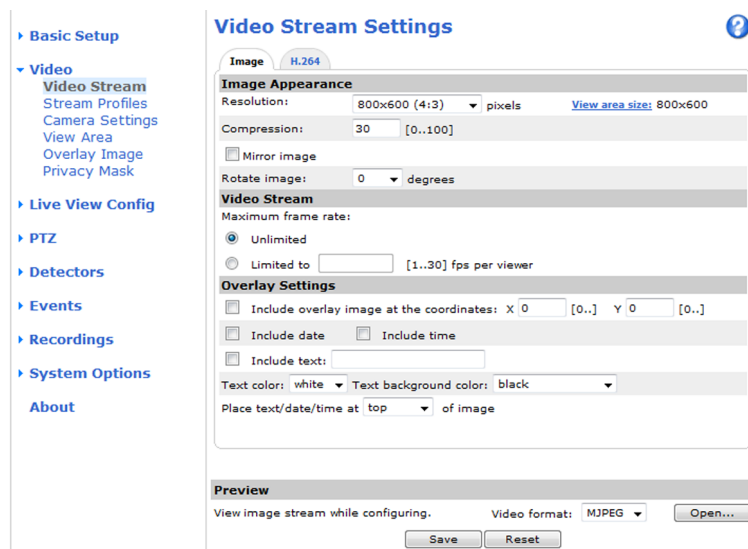 Basic Setup
Video
Video Stream
Stream Profiles
Camera Settings
View Area
Overlay Image
Privacy Mask
Live View Config
PTZ
Detectors
Events
Recordings
System Options
About
Video Stream Settings
?
Image H.264
Image Appearance
Resolution: 800x600 (4:3) pixels View area size: 800x600
Compression: 30 [0..100]
Mirror image
Rotate image: 0 degrees
Video Stream
Maximum frame rate:
Unlimited
Limited to [1..30] fps per viewer
Overlay Settings
Include overlay image at the coordinates: X 0 [0..] Y 0 [0..]
Include date Include time
Include text:
Text color: white Text background color: black
Place text/date/time at top of image
Preview
View image stream while configuring. Video format: MJPEG Open...
Save Reset